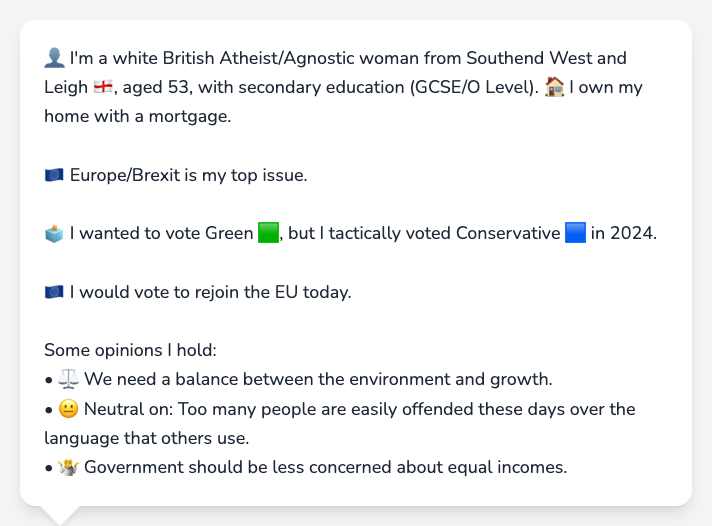 👤 I'm a white British Atheist/Agnostic woman from Southend West and
Leigh 🏴󠁧󠁢󠁥󠁮󠁧󠁿, aged 53, with secondary education (GCSE/O Level). 🏠 I own my
home with a mortgage.
🇪🇺 Europe/Brexit is my top issue.
🗳️ I wanted to vote Green 🟩, but I tactically voted Conservative 🟦 in 2024.
🇪🇺 I would vote to rejoin the EU today.
Some opinions I hold:
• ⚖️ We need a balance between the environment and growth.
• 😐 Neutral on: Too many people are easily offended these days over the
language that others use.
• 🤷 Government should be less concerned about equal incomes.